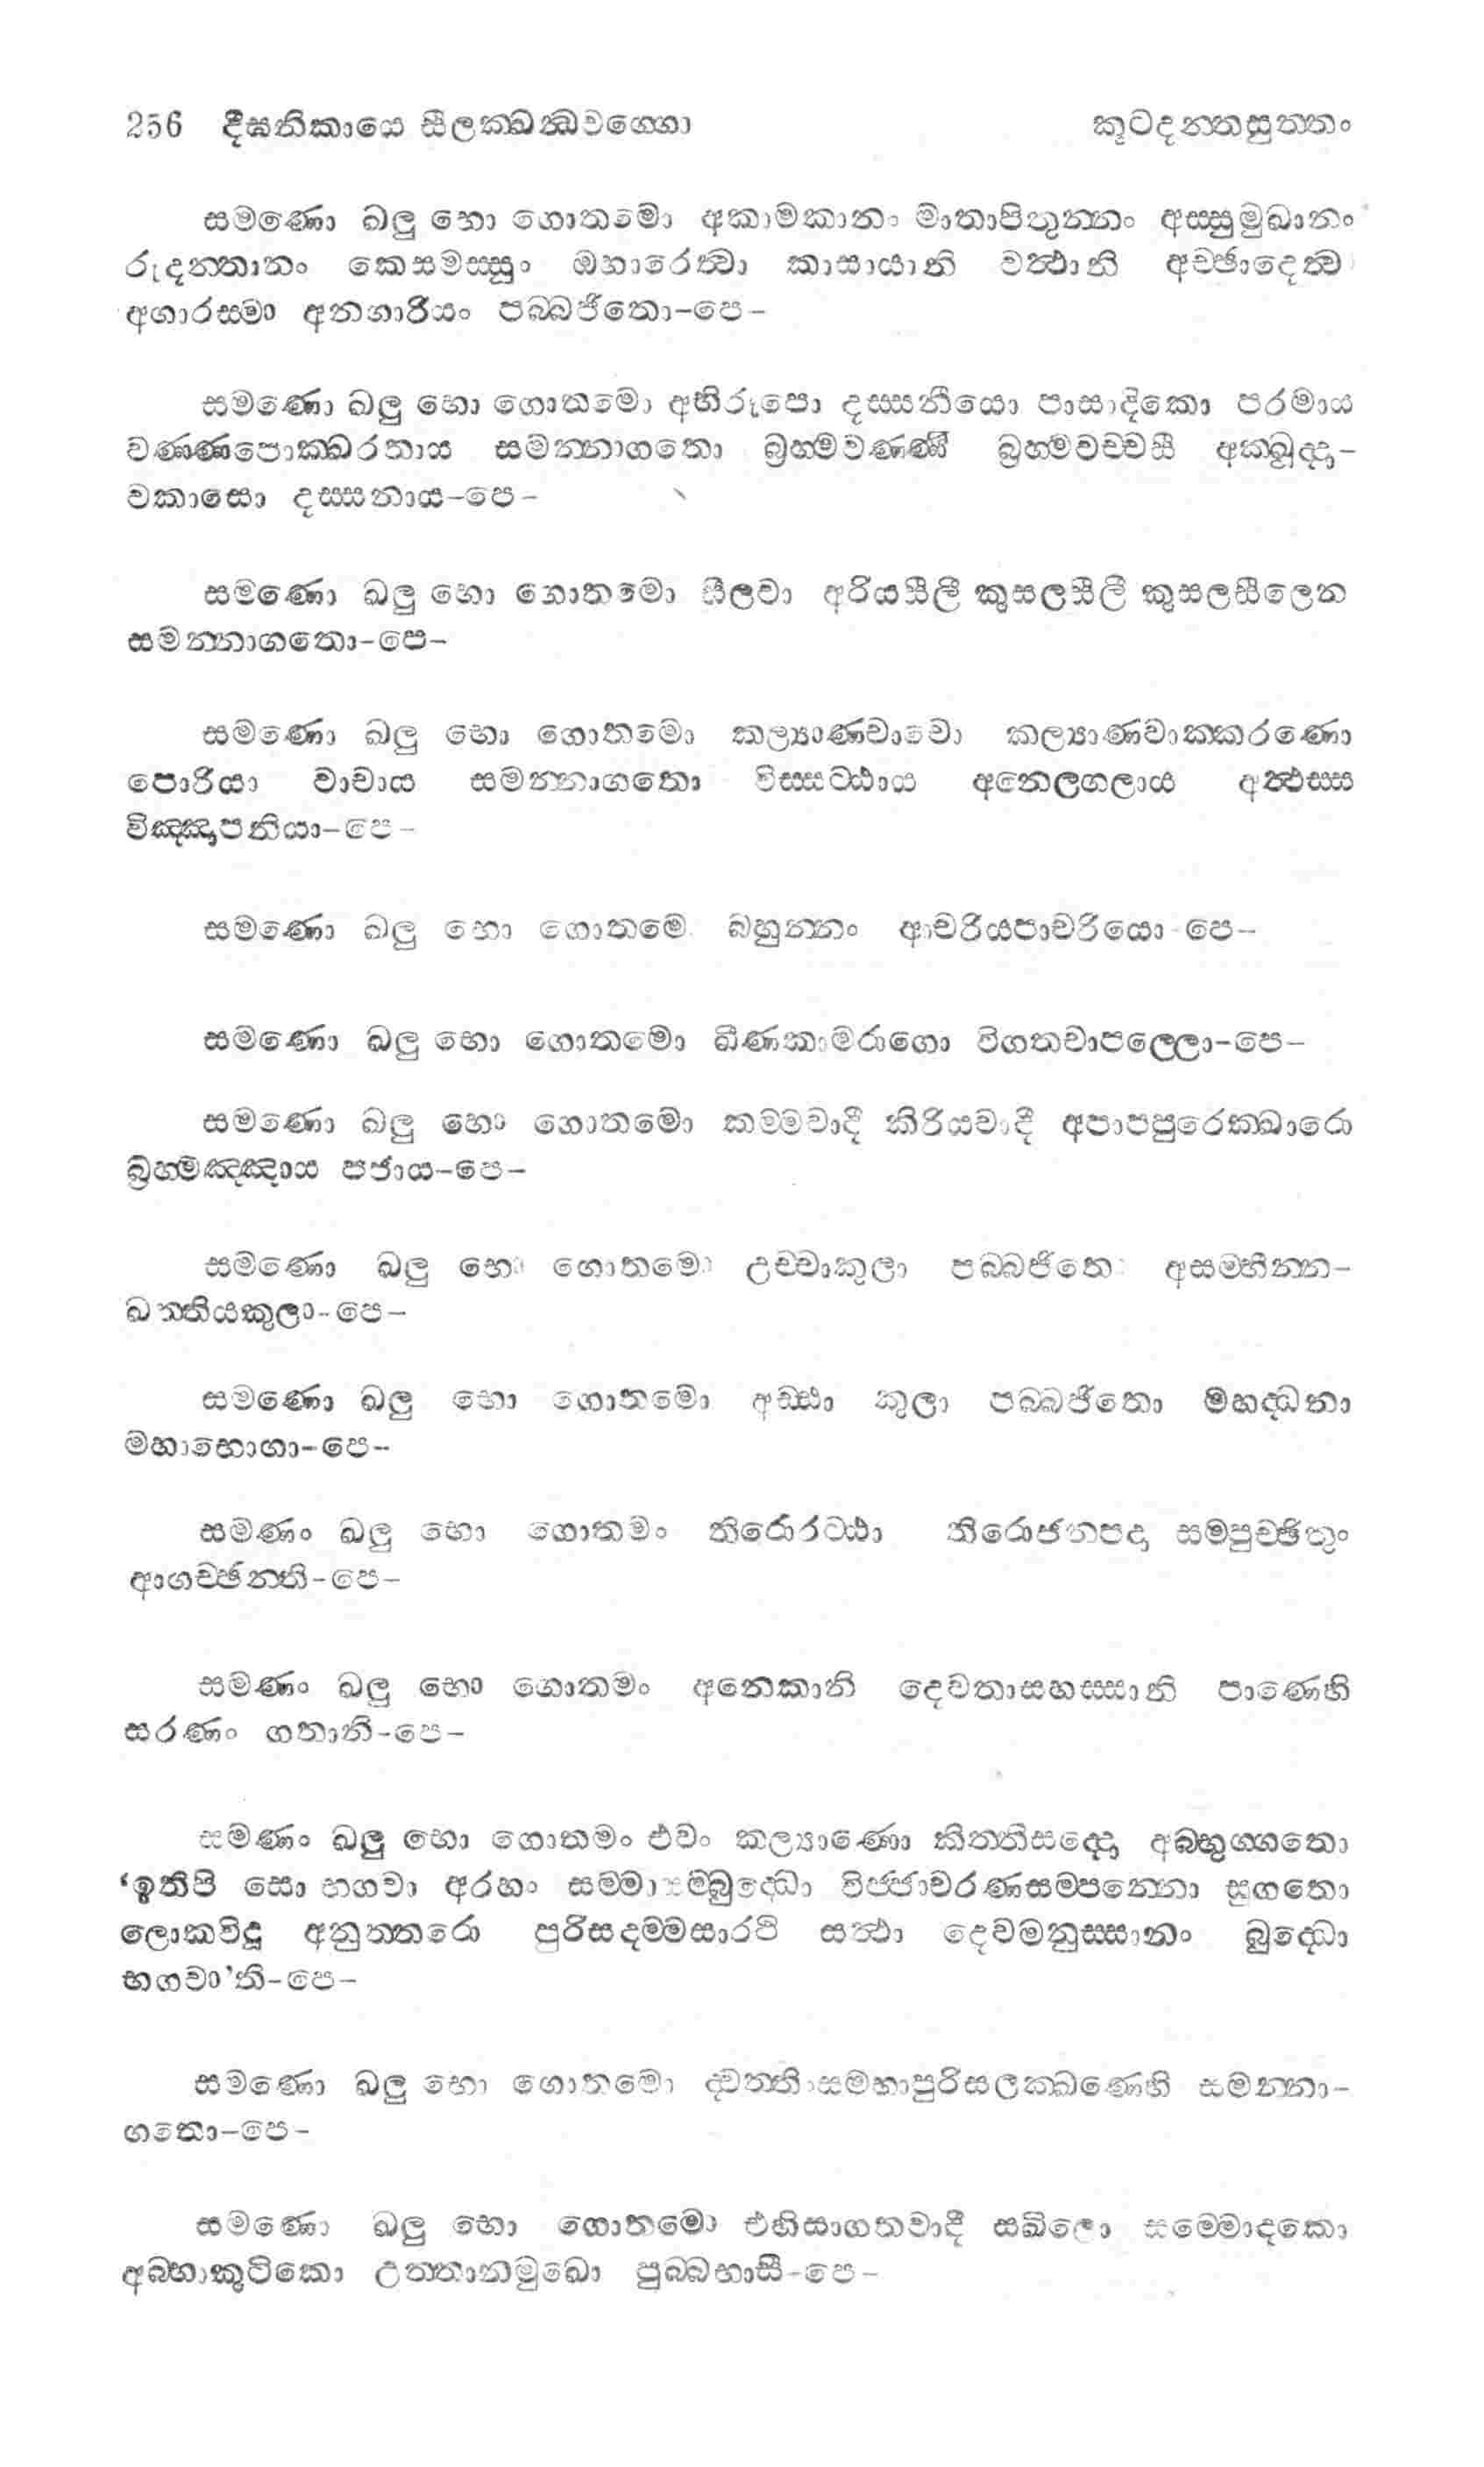 256 දීඝනිකායෙ සීලක්ඛන්ධවග්ගො කූටදන්තසුත්තං
සමණො ඛලු භො ගොතමො අකාමකානං මාතාපිතුන්නං අස්සුමුඛානං
රුදන්තානං කෙසමස්සුං ඔහාරෙත්වා කාසායානි වත්ථානි අච්ඡාදෙත්වා
අගාරස්මා අනගාරියං පබ්බජිතො-පෙ-
සමණො ඛලු භො ගොතමො අභිරූපො දස්සනීයො පාසාදිකො පරමාය
වණ්ණපොක්ඛරතාය සමන්නාගතො බ්‍රහ්මවණ්ණී බ්‍රහ්මවච්චසී අක්ඛුද්දා-
වකාසො දස්සනාය-පෙ-
සමණො ඛලු භො ගොතමො සීලවා අරියසීලී කුසලසීලී කුසලසීලෙන
සමන්නාගතො-පෙ-
සමණො ඛලු භො ගොතමො කල්‍යාණවාචො කල්‍යාණවාක්කරණො
පොරියා වාචාය සමන්නාගතො විස්සට්ඨාය අනෙලගලාය අත්ථස්ස
විඤ්ඤාපනියා-පෙ-
සමණො ඛලු භො ගොතමො බහුන්නං ආචරියපාචරියො-පෙ-
සමණො ඛලු භො ගොතමො ඛීණකාමරාගො විගතචාපල්ලො-පෙ-
සමණො ඛලු භො ගොතමො කම්මවාදී කිරියවාදී අපාපපුරෙක්ඛාරො
බ්‍රහ්මඤ්ඤාය පජාය-පෙ-
සමණො ඛලු භො ගොතමො උච්චාකුලා පබ්බජිතො අසම්භින්න-
ඛත්තියකුලා-පෙ-
සමණො ඛලු භො ගොතමො අඩ්ඪා කුලා පබ්බජිතො මහද්ධනා
මහාභොගා-පෙ-
සමණං ඛලු භො ගොතමං තිරොරට්ඨා තිරොජනපදා සම්පුච්ඡිතුං
ආගච්ඡන්ති-පෙ-
සමණං ඛලු භො ගොතමං අනෙකානි දෙවතාසහස්සානි පාණෙහි
සරණං ගතානි-පෙ-
සමණං ඛලු භො ගොතමං එවං කල්‍යාණො කිත්තිසද්දො අබ්භුග්ගතො
‘ඉතිපි සො භගවා අරහං සම්මාසම්බුද්ධො විජ්ජාචරණසම්පන්නො සුගතො
ලොකවිදූ අනුත්තරො පුරිසදම්මසාරථි සත්ථා දෙවමනුස්සානං බුද්ධො
භගවා’ති-පෙ-
සමණො ඛලු භො ගොතමො ද්වත්තිංසමහාපුරිසලක්ඛණෙහි සමන්නා-
ගතො-පෙ-
සමණො ඛලු භො ගොතමො එහිසාගතවාදී සඛිලො සම්මොදකො
අබ්භාකුටිකො උත්තානමුඛො පුබ්බභාසී-පෙ-